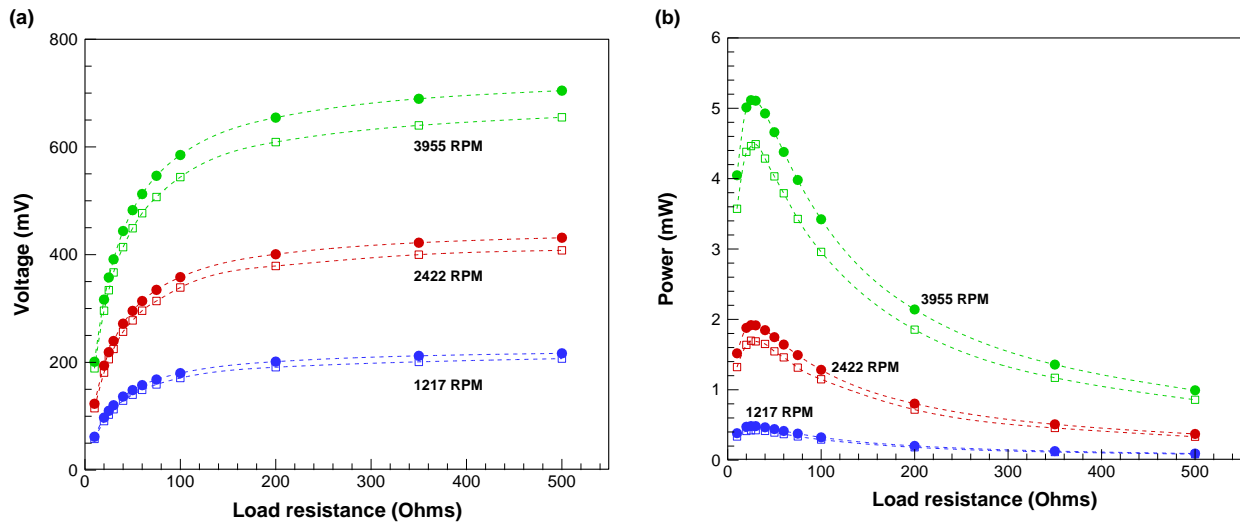 (a)
800
600
400
200
0
0
100
200
300
400
500
Voltage (mV)
Load resistance (Ohms)
3955 RPM
2422 RPM
1217 RPM
(b)
6
5
4
3
2
1
0
0
100
200
300
400
500
Power (mW)
Load resistance (Ohms)
3955 RPM
2422 RPM
1217 RPM